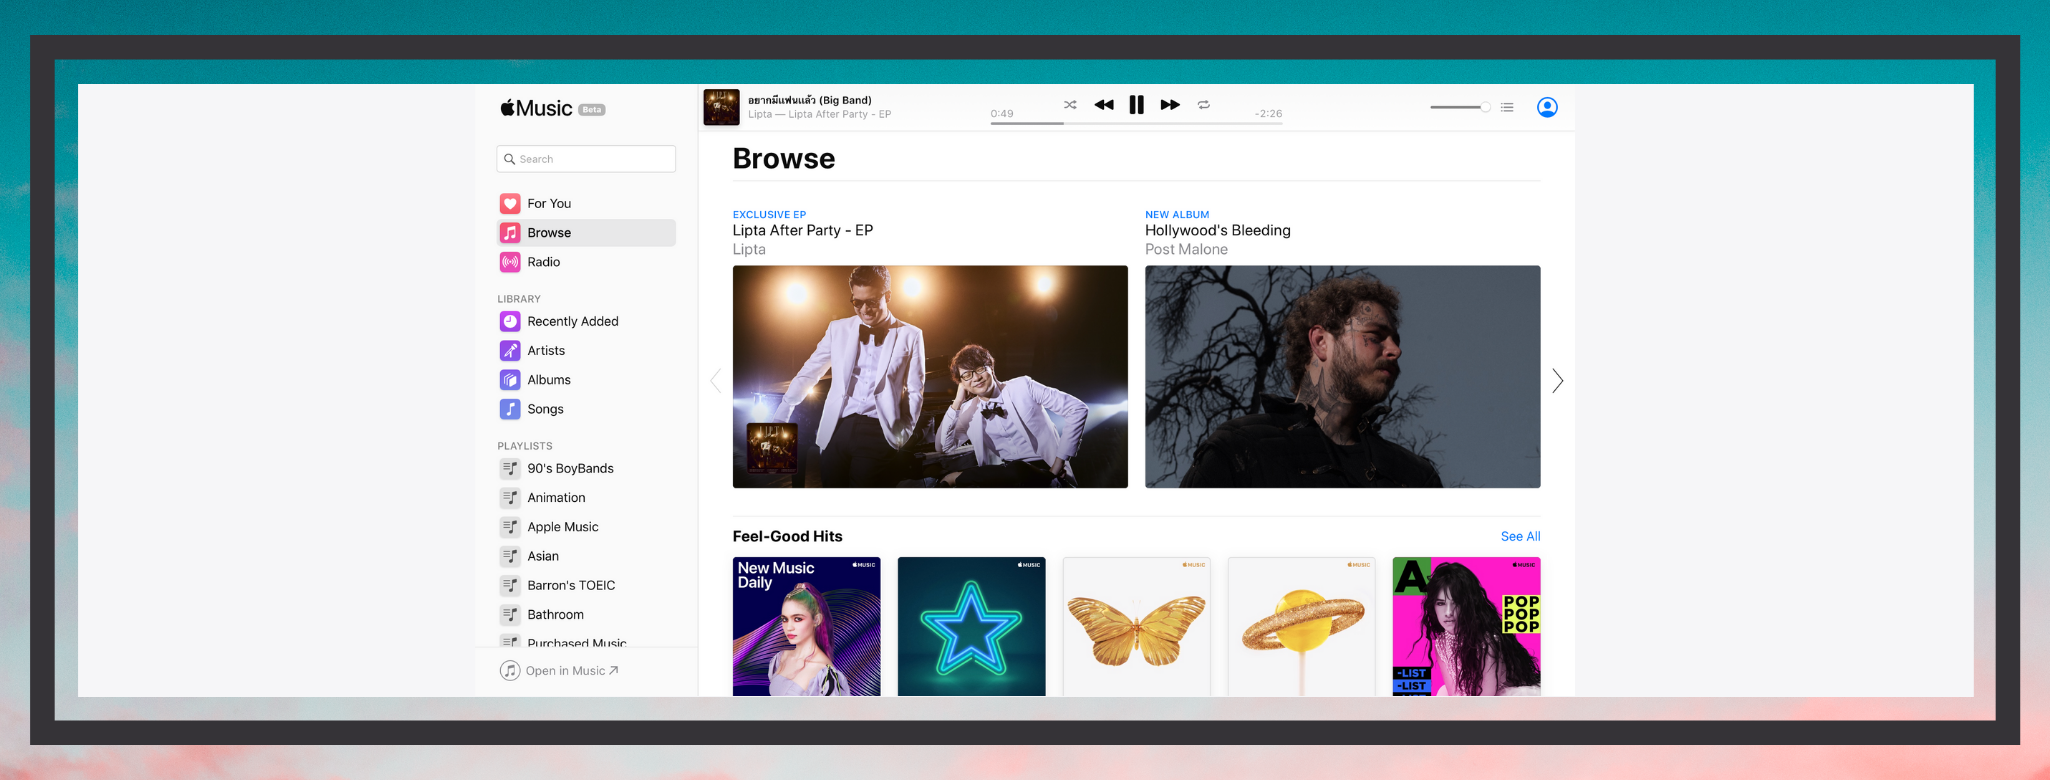 Music Beta
Search
For You
Browse
Radio
LIBRARY
Recently Added
Artists
Albums
Songs
PLAYLISTS
90's BoyBands
Animation
Apple Music
Asian
Barron's TOEIC
Bathroom
Purchased Music
Open in Music
อยากมีแฟนแล้ว (Big Band)
Lipta — Lipta After Party - EP
0:49
-2:26
Browse
EXCLUSIVE EP
Lipta After Party - EP
Lipta
NEW ALBUM
Hollywood's Bleeding
Post Malone
Feel-Good Hits
See All
New Music
Daily
MUSIC
MUSIC
MUSIC
MUSIC
MUSIC
A
POP
POP
POP
-LIST
-LIST